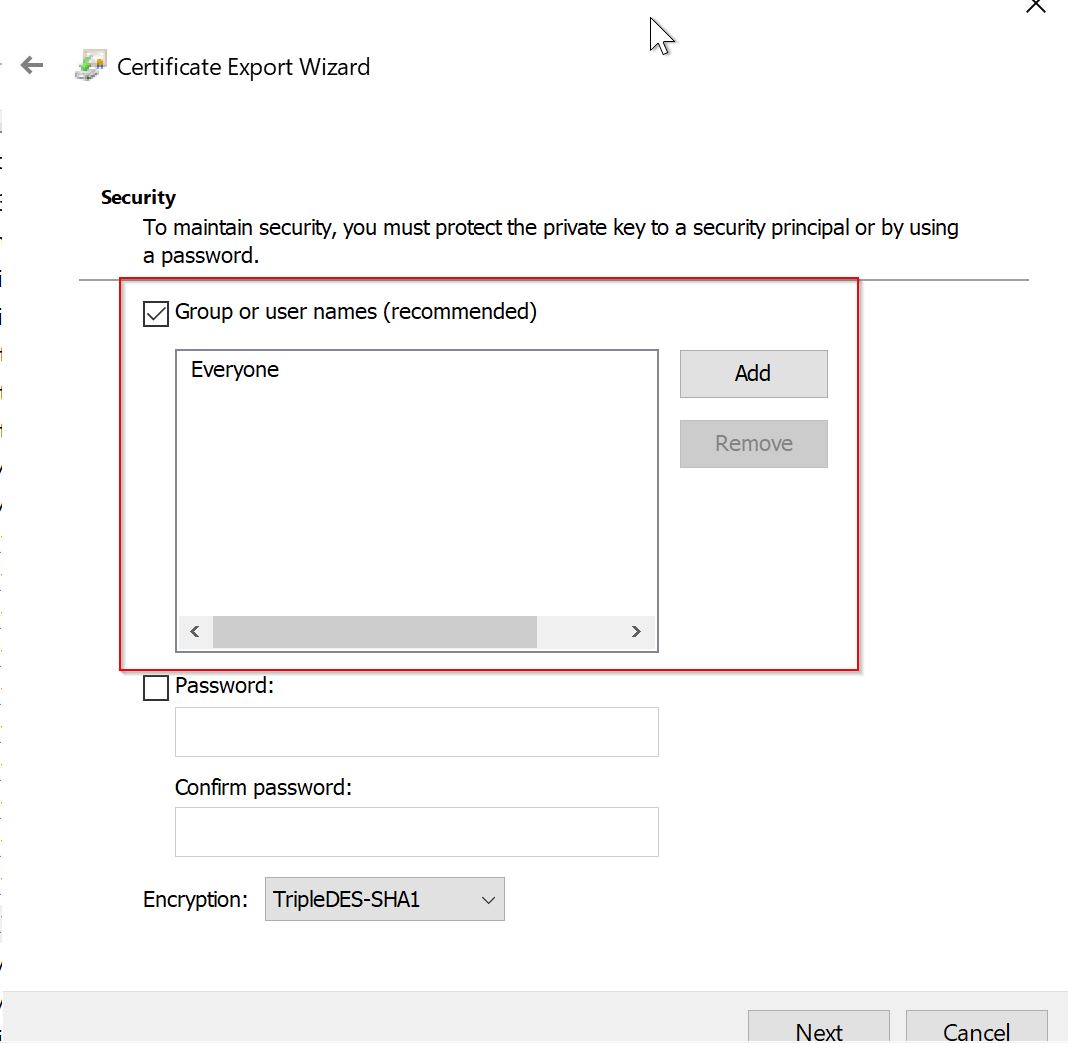 Certificate Export Wizard
Security
To maintain security, you must protect the private key to a security principal or by using
a password.
Group or user names (recommended)
Everyone
Add
Remove
Password:
Confirm password:
Encryption:
TripleDES-SHA1
Next
Cancel